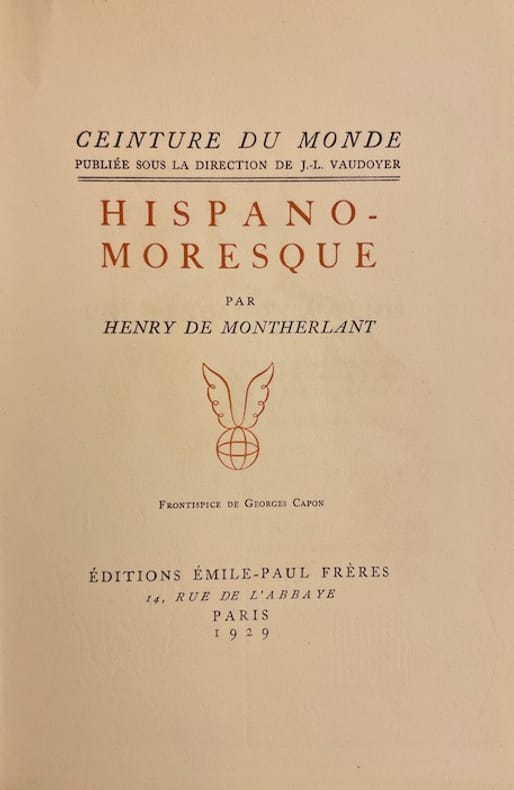 CEINTURE DU MONDE
PUBLIÉE SOUS LA DIRECTION DE J.-L. VAUDOYER
HISPANO-
MORESQUE
PAR
HENRY DE MONTHERLANT
FRONTISPICE DE GEORGES CAPON
ÉDITIONS ÉMILE-PAUL FRÈRES
14, RUE DE L'ABBAYE
PARIS
1929